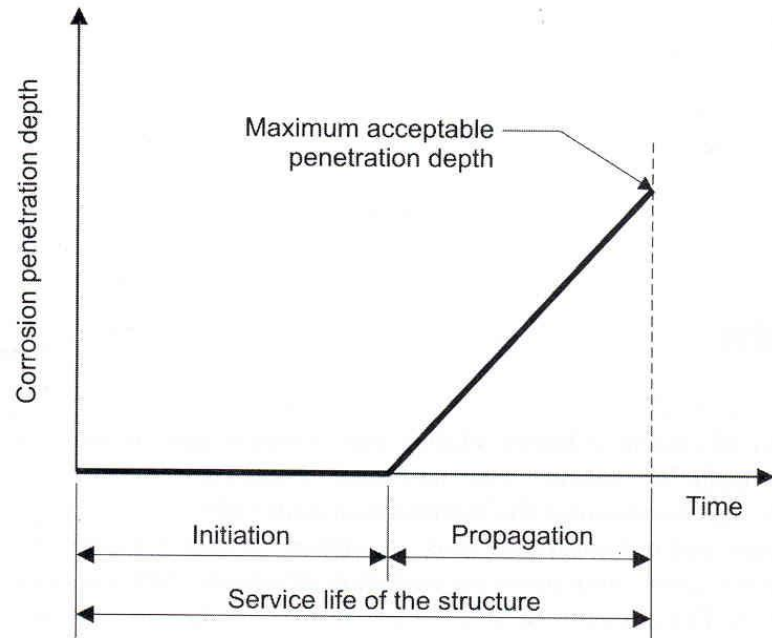 Corrosion penetration depth
Maximum acceptable
penetration depth
Time
Initiation
Propagation
Service life of the structure